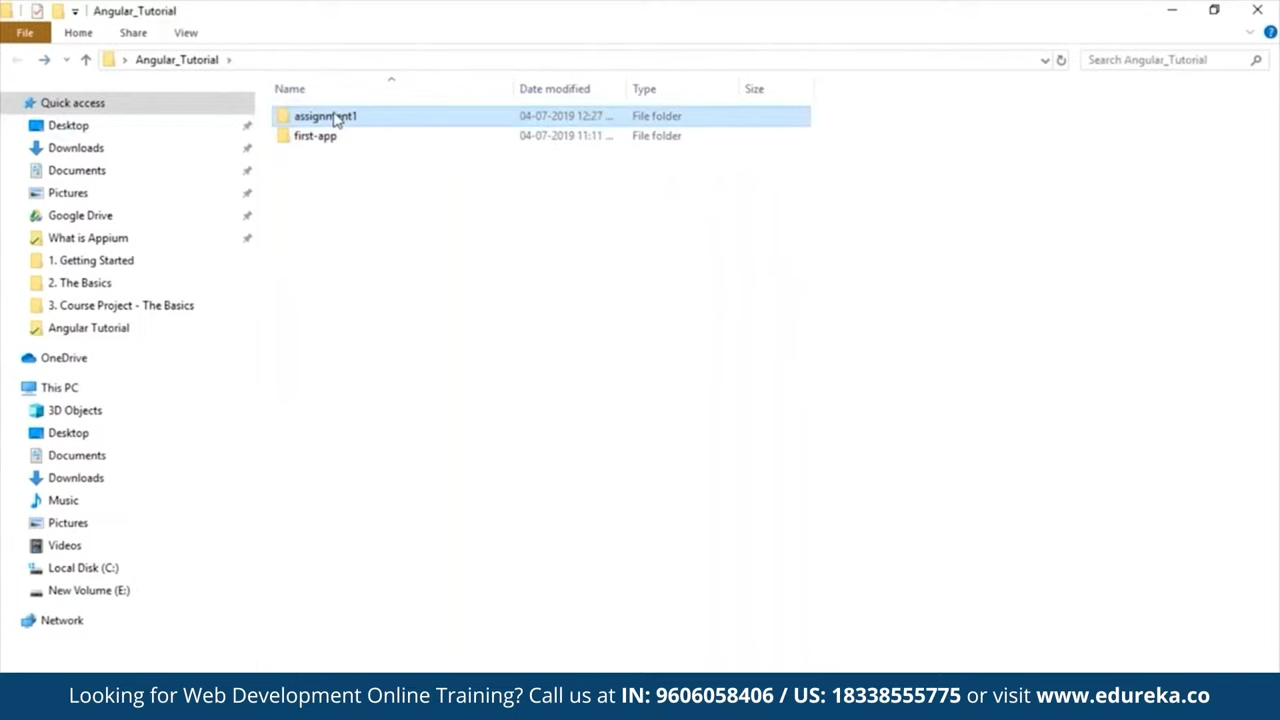 Angular_Tutorial
File Home Share View
Angular_Tutorial Search Angular_Tutorial
Name Date modified Type Size
assignment1 04-07-2019 12:27 ... File folder
first-app 04-07-2019 11:11 ... File folder
Quick access
Desktop
Downloads
Documents
Pictures
Google Drive
What is Appium
1. Getting Started
2. The Basics
3. Course Project - The Basics
Angular Tutorial
OneDrive
This PC
3D Objects
Desktop
Documents
Downloads
Music
Pictures
Videos
Local Disk (C:)
New Volume (E:)
Network
Looking for Web Development Online Training? Call us at IN: 9606058406 / US: 18338555775 or visit www.edureka.co